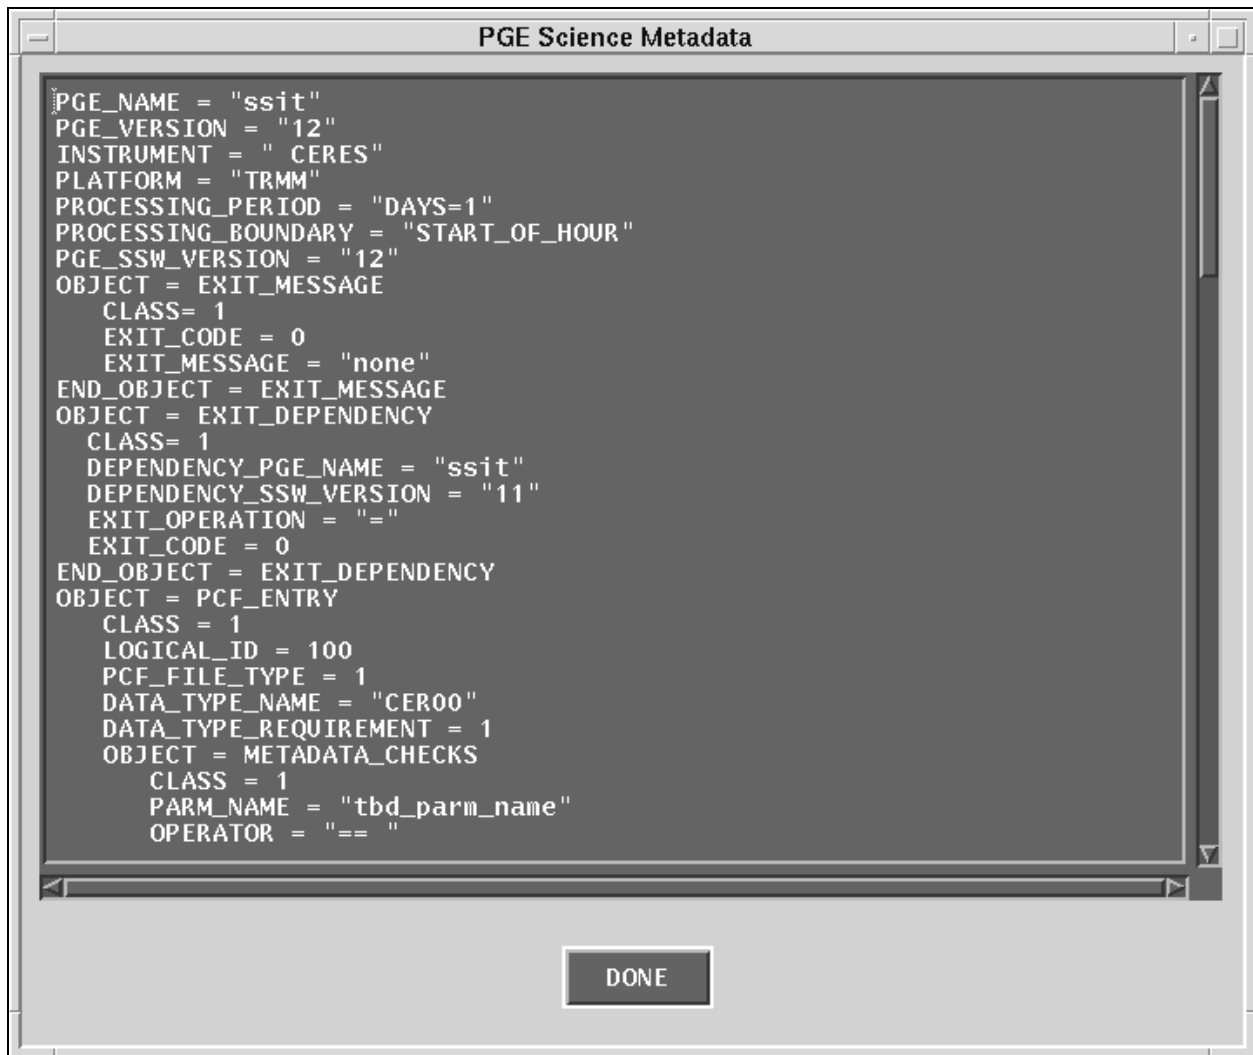 PGE Science Metadata
PGE_NAME = "ssit"
PGE_VERSION = "12"
INSTRUMENT = " CERES"
PLATFORM = "TRMM"
PROCESSING_PERIOD = "DAYS=1"
PROCESSING_BOUNDARY = "START_OF_HOUR"
PGE_SSW_VERSION = "12"
OBJECT = EXIT_MESSAGE
   CLASS= 1
   EXIT_CODE = 0
   EXIT_MESSAGE = "none"
END_OBJECT = EXIT_MESSAGE
OBJECT = EXIT_DEPENDENCY
  CLASS= 1
  DEPENDENCY_PGE_NAME = "ssit"
  DEPENDENCY_SSW_VERSION = "11"
  EXIT_OPERATION = "="
  EXIT_CODE = 0
END_OBJECT = EXIT_DEPENDENCY
OBJECT = PCF_ENTRY
   CLASS = 1
   LOGICAL_ID = 100
   PCF_FILE_TYPE = 1
   DATA_TYPE_NAME = "CER00"
   DATA_TYPE_REQUIREMENT = 1
   OBJECT = METADATA_CHECKS
      CLASS = 1
      PARM_NAME = "tbd_parm_name"
      OPERATOR = "== "
DONE